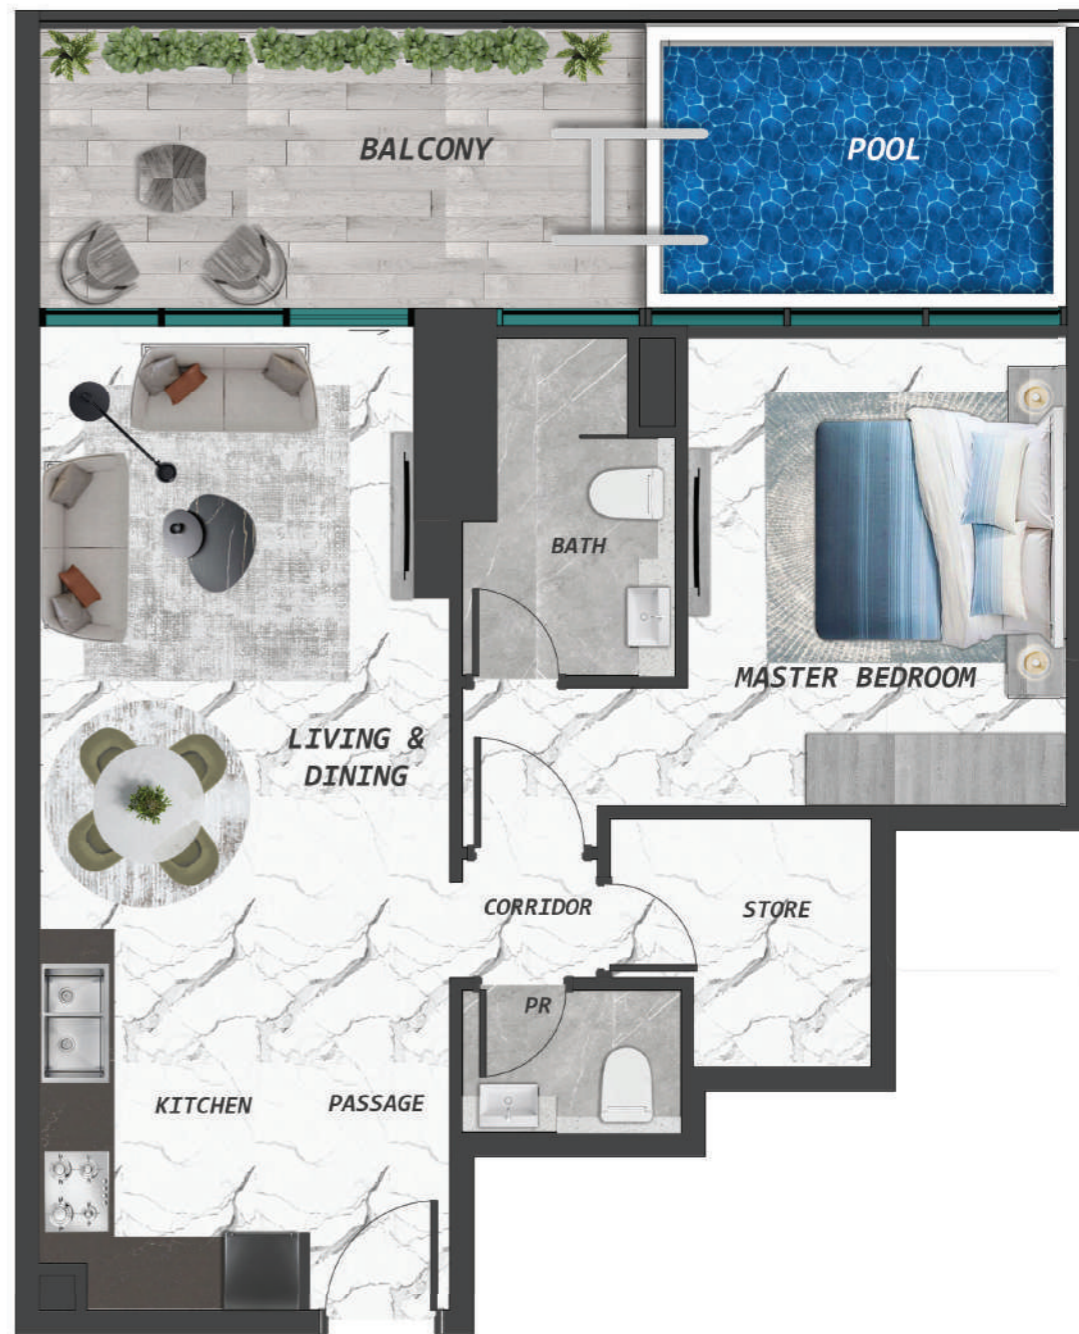 BALCONY
POOL
BATH
MASTER BEDROOM
LIVING &
DINING
CORRIDOR
STORE
PR
KITCHEN
PASSAGE